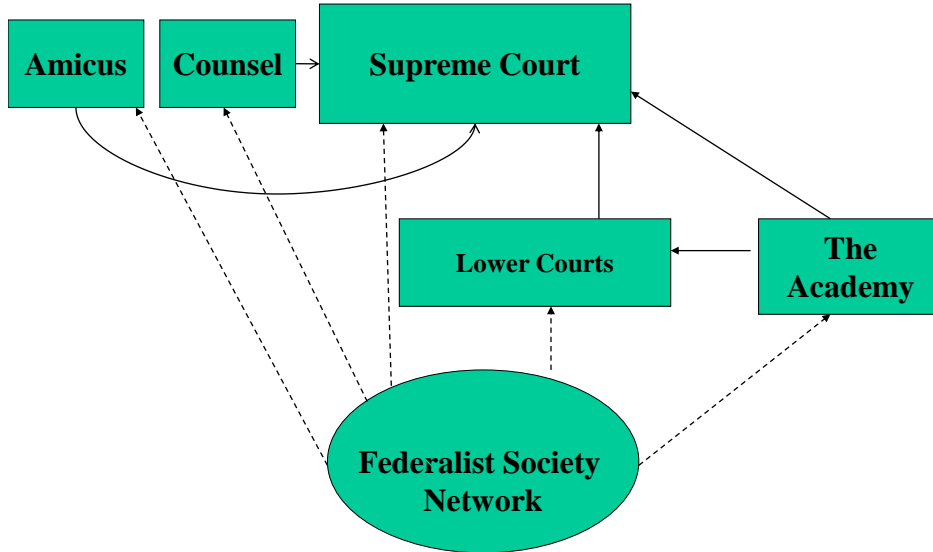 Amicus
Counsel
Supreme Court
Lower Courts
The
Academy
Federalist Society
Network